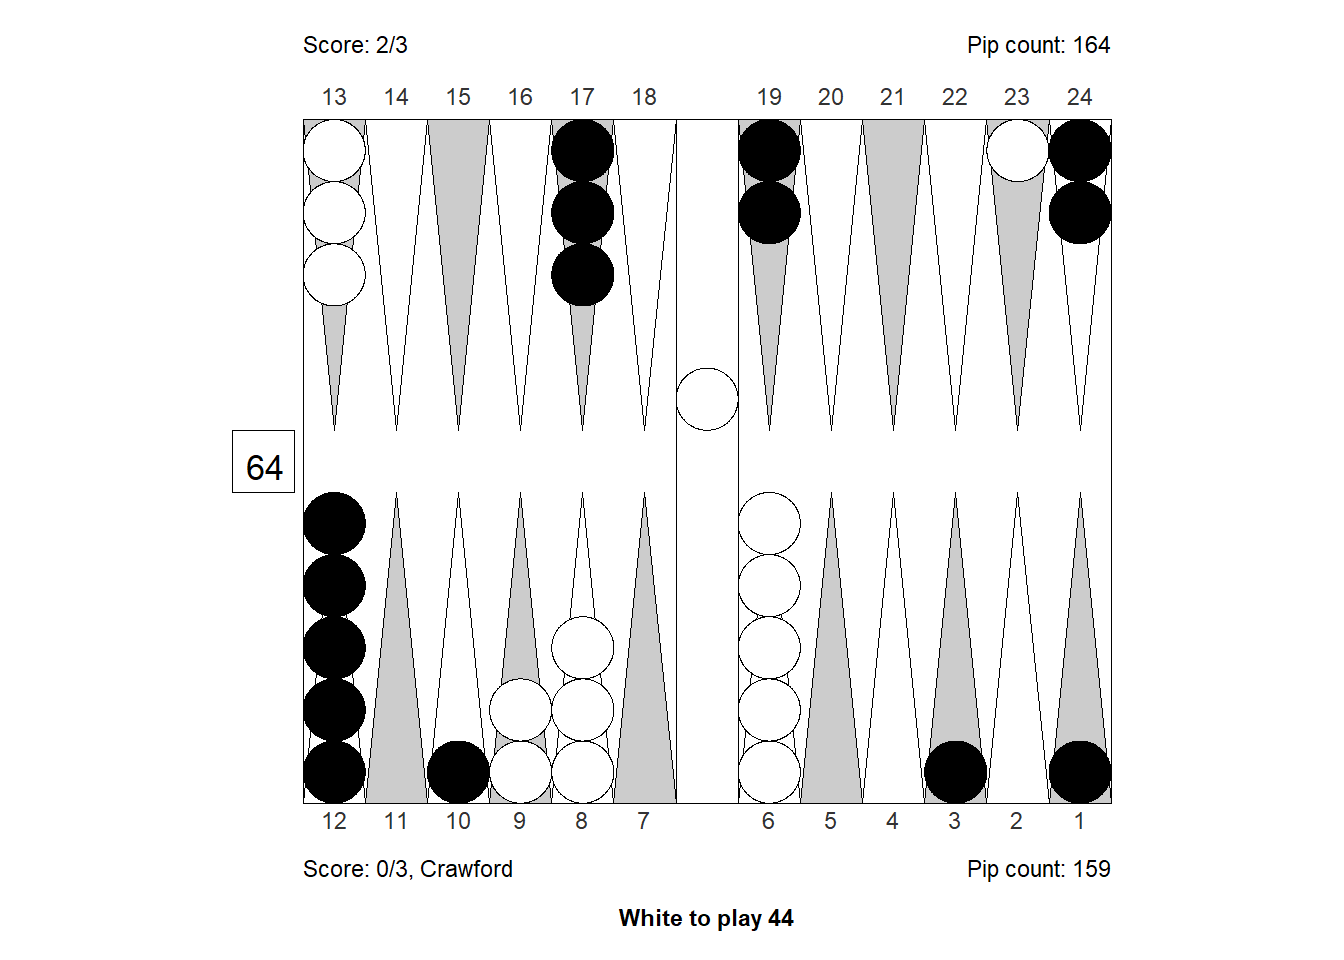 Score: 2/3 Pip count: 164
13 14 15 16 17 18 19 20 21 22 23 24
64
12 11 10 9 8 7 6 5 4 3 2 1
Score: 0/3, Crawford Pip count: 159
White to play 44